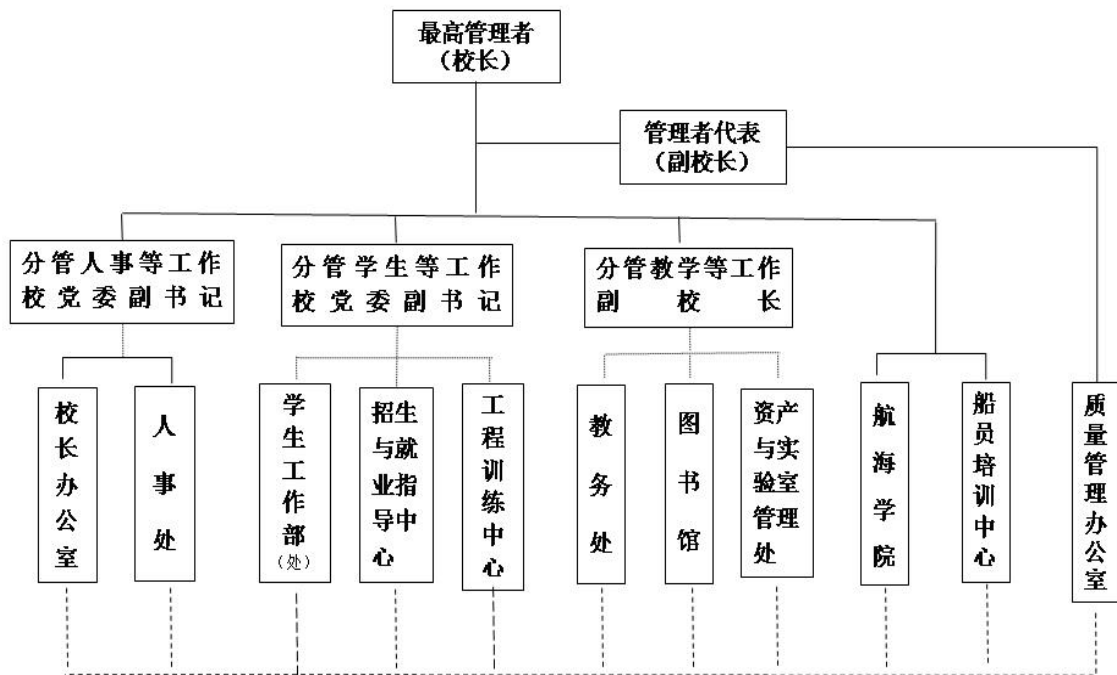 最高管理者
（校长）
管理者代表
（副校长）
分管人事等工作
校党委副书记
分管学生等工作
校党委副书记
分管教学等工作
副校长
校长办公室
人事处
学生工作部
（处）
招生
与就
业指
导中
心
工程训练中心
教务处
图书馆
资产
与实
验室
管理
处
航海学院
船员培训中心
质量管理办公室